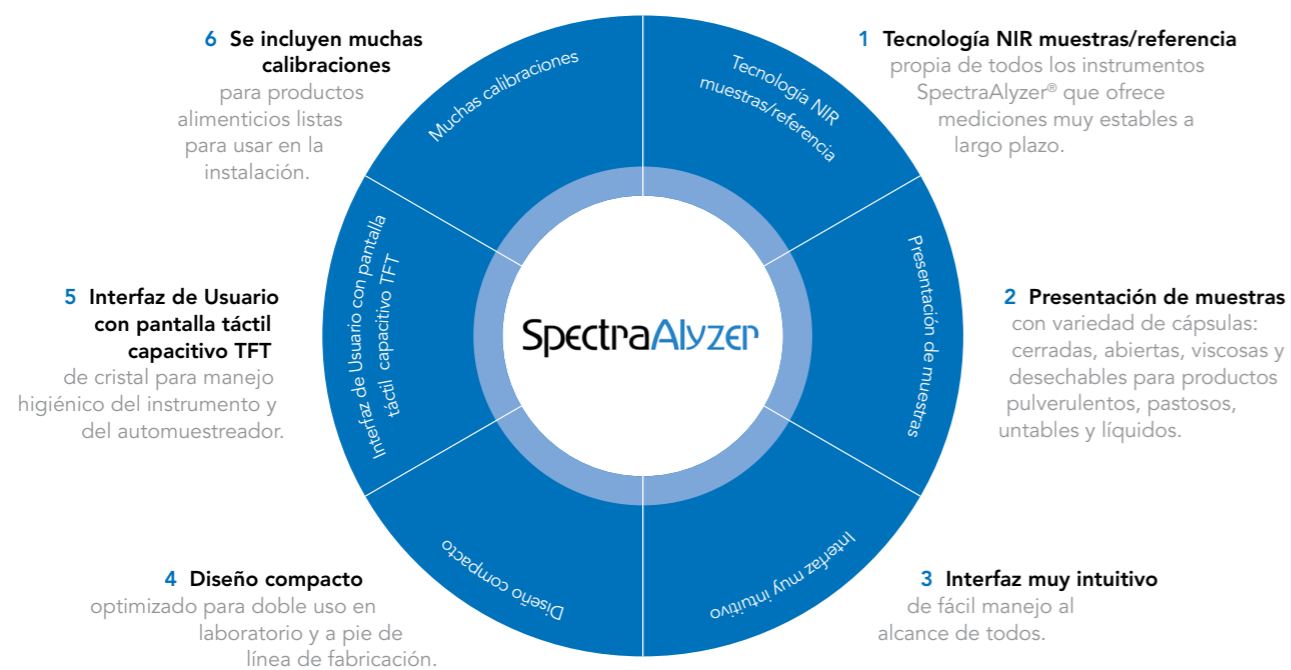 6 Se incluyen muchas
calibraciones
para productos
alimenticios listas
para usar en la
instalación.
1 Tecnología NIR muestras/referencia
propia de todos los instrumentos
SpectraAlyzer® que ofrece
mediciones muy estables a
largo plazo.
5 Interfaz de Usuario
con pantalla táctil
capacitivo TFT
de cristal para manejo
higiénico del instrumento y
del automuestreador.
2 Presentación de muestras
con variedad de cápsulas:
cerradas, abiertas, viscosas y
desechables para productos
pulverulentos, pastosos,
untables y líquidos.
4 Diseño compacto
optimizado para doble uso en
laboratorio y a pie de
línea de fabricación.
3 Interfaz muy intuitivo
de fácil manejo al
alcance de todos.
Muchas calibraciones
Tecnología NIR
muestras/referencia
Presentación de muestras
Interfaz muy intuitivo
Diseño compacto
Interfaz de Usuario con pantalla
táctil capacitivo TFT
SpectraAlyzer